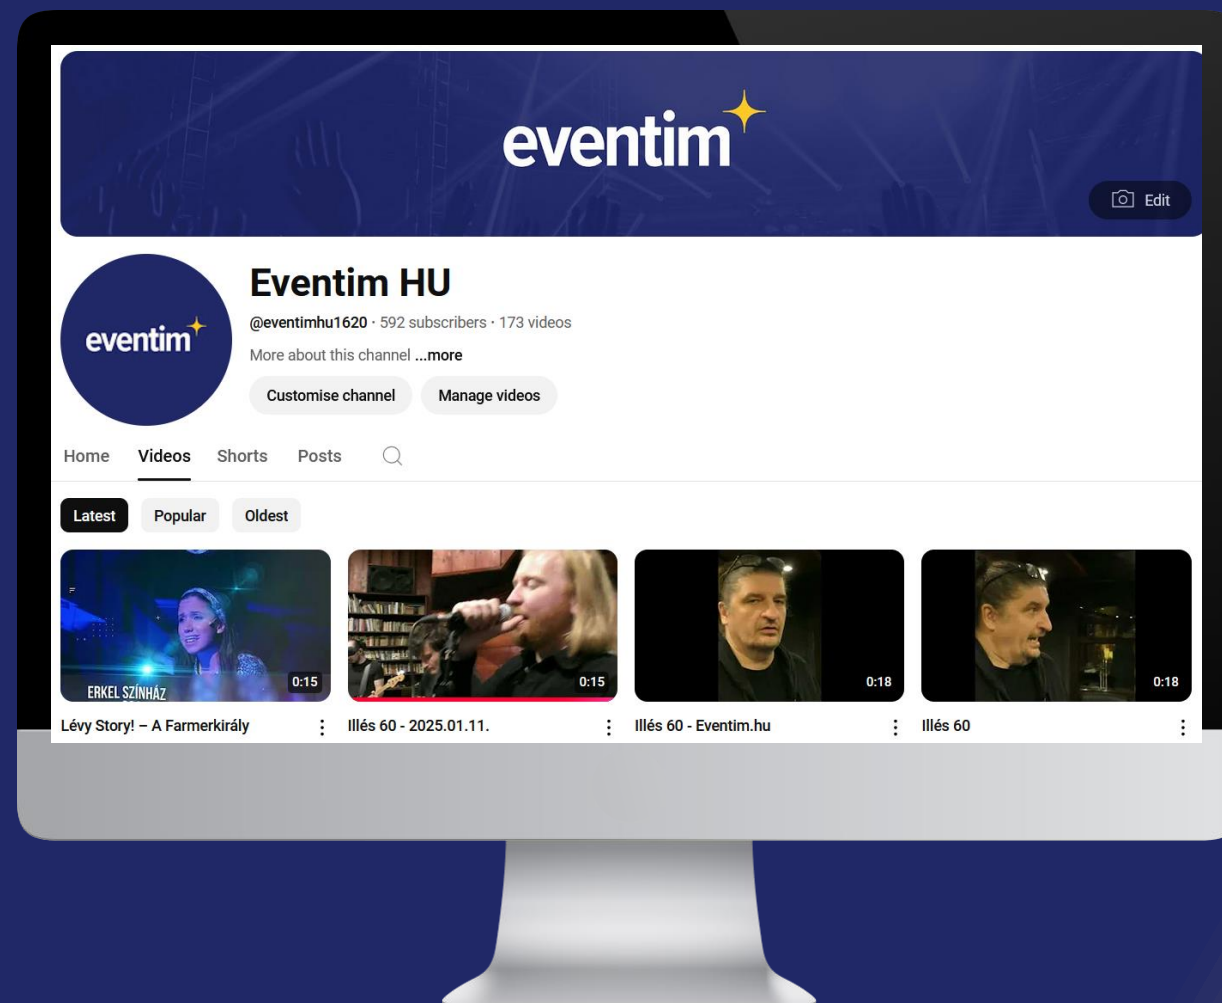 eventim
Edit
eventim
Eventim HU
@eventimhu1620 · 592 subscribers · 173 videos
More about this channel ...more
Customise channel
Manage videos
Home Videos Shorts Posts
Latest Popular Oldest
ERKEL SZÍNHÁZ
0:15
0:15
0:18
0:18
Lévy Story! – A Farmerkirály
Illés 60 - 2025.01.11.
Illés 60 - Eventim.hu
Illés 60